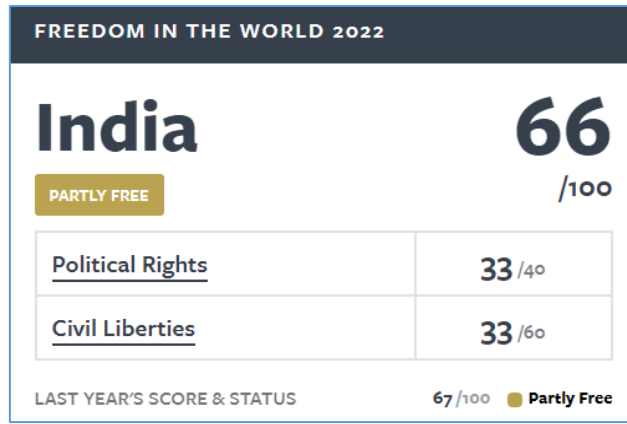 FREEDOM IN THE WORLD 2022
India 66
PARTLY FREE /100
Political Rights 33 /40
Civil Liberties 33 /60
LAST YEAR'S SCORE & STATUS 67 /100 Partly Free